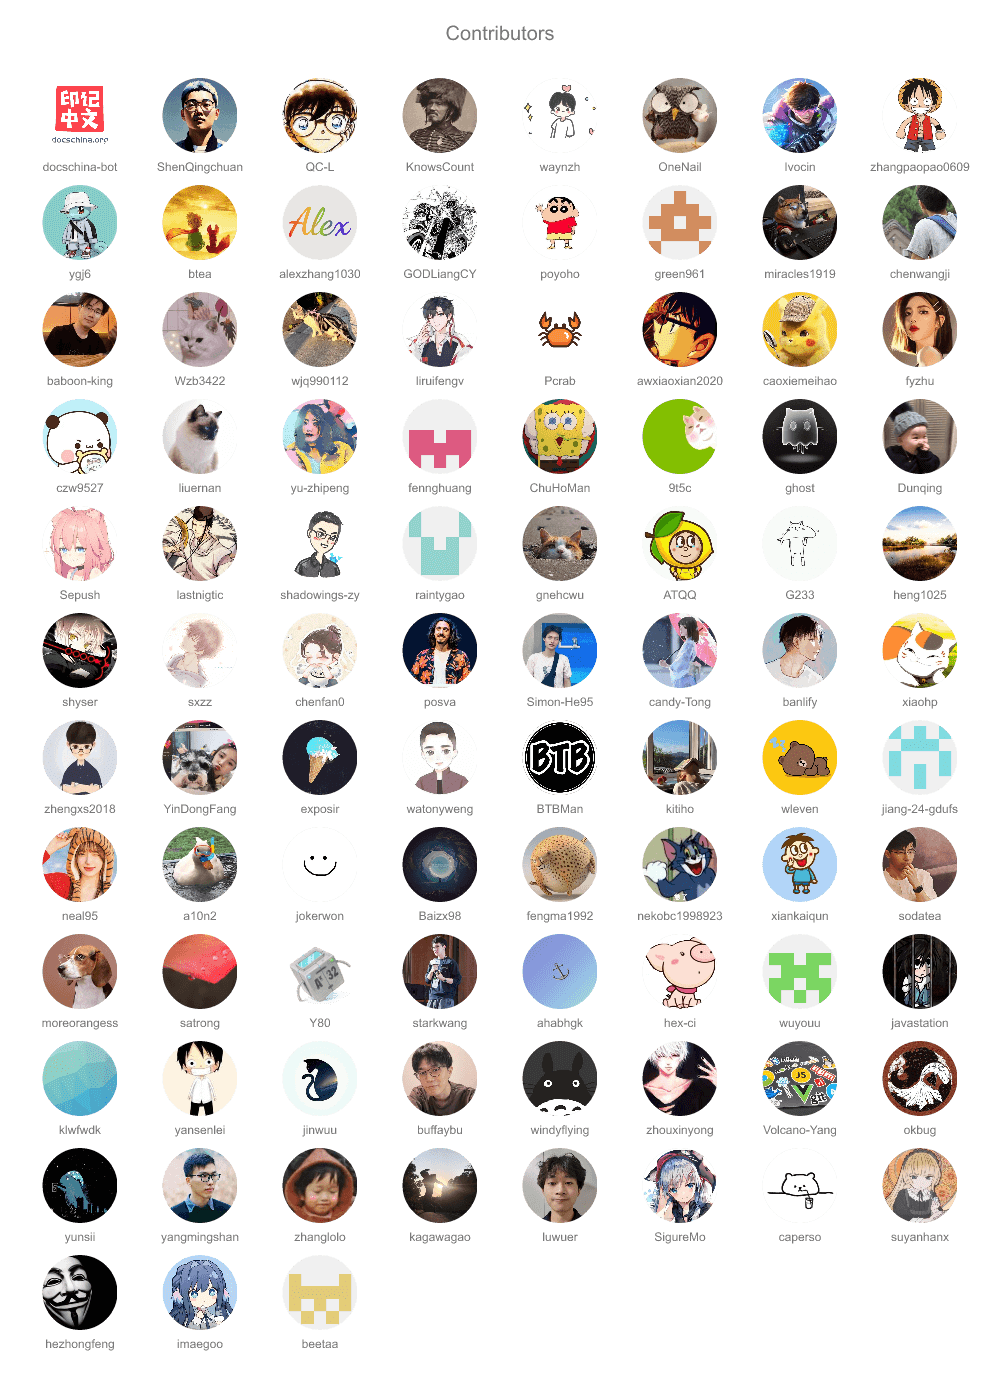 Contributors
印记
中文
docschina.org
docschina-bot ShenQingchuan QC-L KnowsCount waynzh OneNail lvocin zhangpaopao0609
Alex
ygj6 btea alexzhang1030 GODLiangCY poyoho green961 miracles1919 chenwangji
baboon-king Wzb3422 wjq990112 liruifengv Pcrab awxiaoxian2020 caoxiemeihao fyzhu
czw9527 liuernan yu-zhipeng fennghuang ChuHoMan 9t5c ghost Dunqing
Sepush lastnigtic shadowings-zy raintygao gnehcwu ATQQ G233 heng1025
shyser sxzz chenfan0 posva Simon-He95 candy-Tong banlify xiaohp
BTB
zhengxs2018 YinDongFang exposir watonyweng BTBMan kitiho wleven jiang-24-gdufs
neal95 a10n2 jokerwon Baizx98 fengma1992 nekobc1998923 xiankaiqun sodatea
moreorangess satrong Y80 starkwang ahabhgk hex-ci wuyouu javastation
JS
klwfwdk yansenlei jinwuu buffaybu windyflying zhouxinyong Volcano-Yang okbug
yunsii yangmingshan zhanglolo kagawagao luwuer SigureMo caperso suyanhanx
hezhongfeng imaegoo beetaa